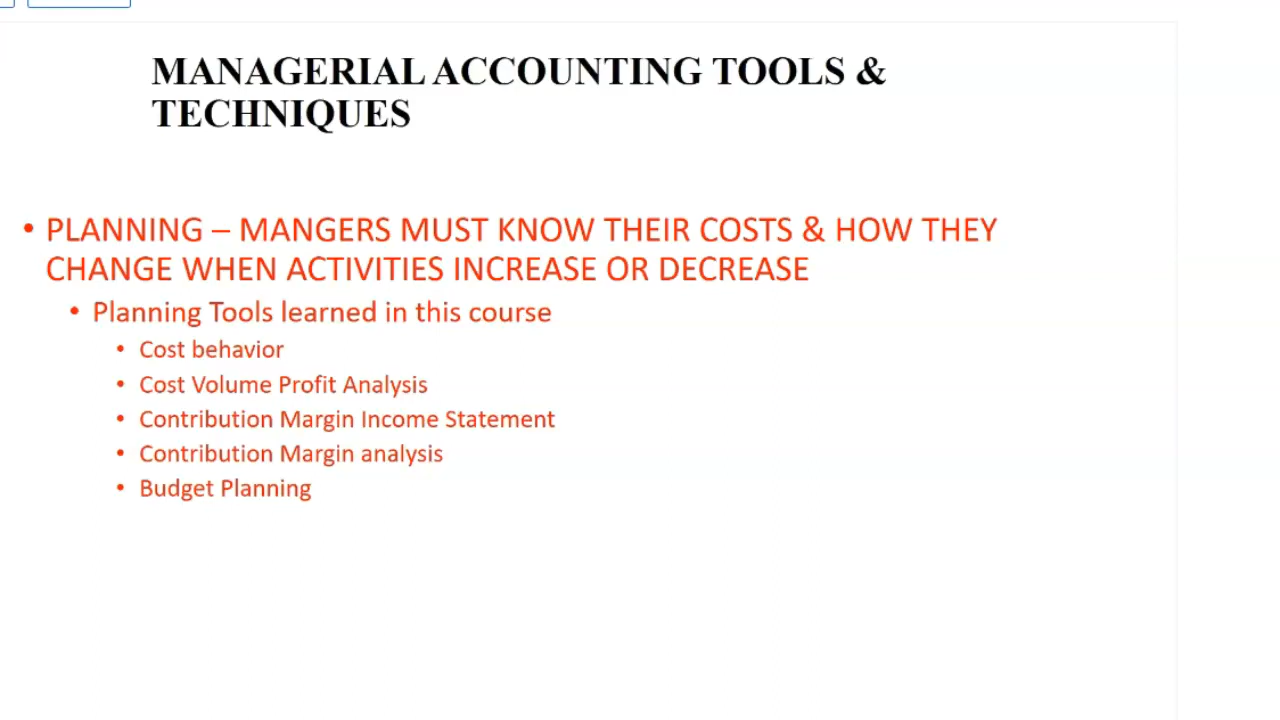 MANAGERIAL ACCOUNTING TOOLS &
TECHNIQUES
• PLANNING – MANGERS MUST KNOW THEIR COSTS & HOW THEY
CHANGE WHEN ACTIVITIES INCREASE OR DECREASE
• Planning Tools learned in this course
• Cost behavior
• Cost Volume Profit Analysis
• Contribution Margin Income Statement
• Contribution Margin analysis
• Budget Planning